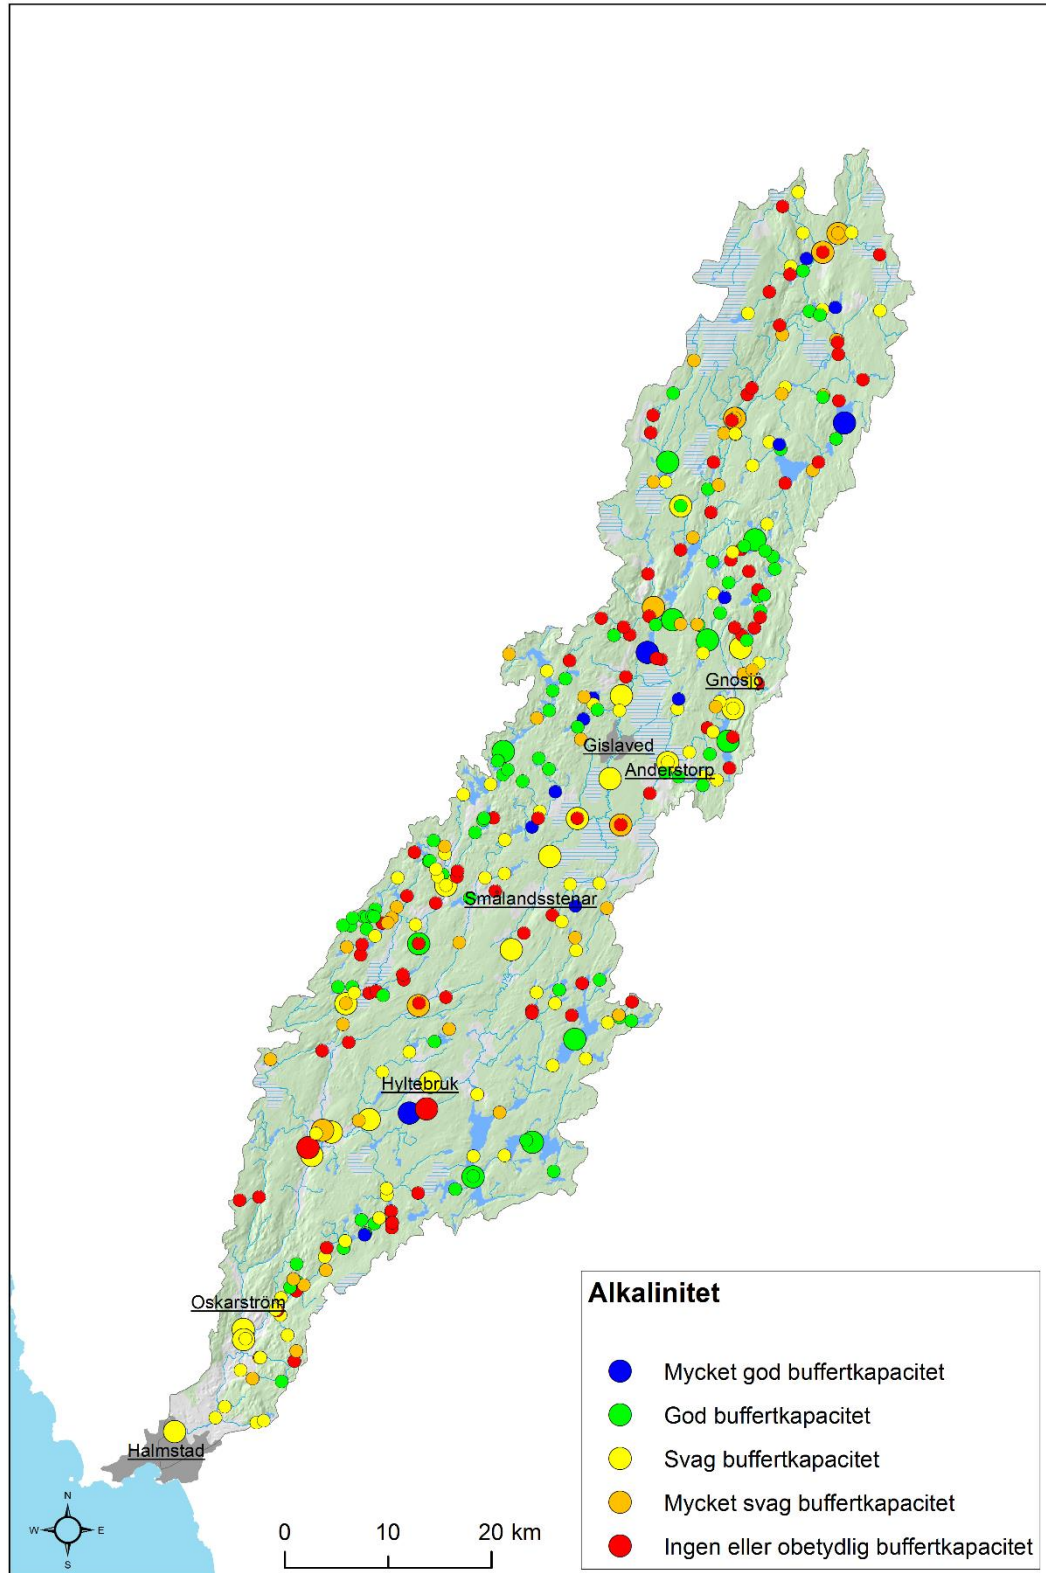 Gnosjö
Gislaved
Anderstorp
Smålandsstenar
Hyltebruk
Oskarström
Halmstad
N
W
E
S
0 10 20 km
Alkalinitet
Mycket god buffertkapacitet
God buffertkapacitet
Svag buffertkapacitet
Mycket svag buffertkapacitet
Ingen eller obetydlig buffertkapacitet